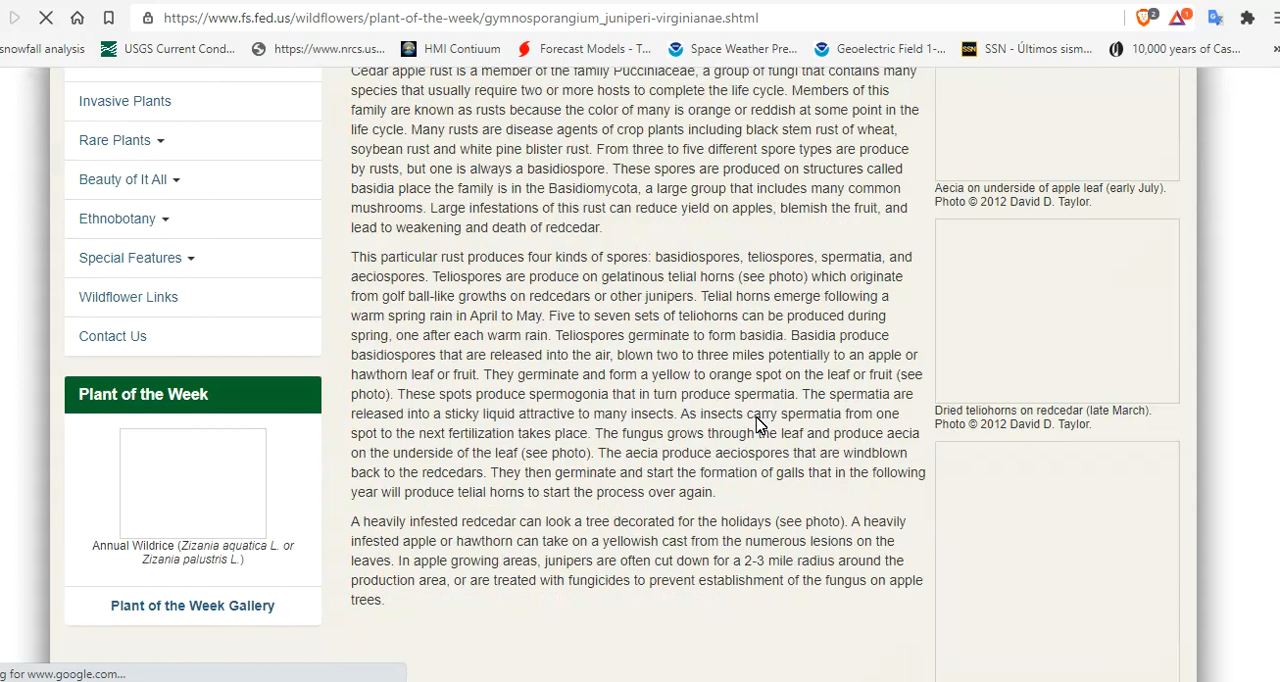 https://www.fs.fed.us/wildflowers/plant-of-the-week/gymnosporangium_juniperi-virginianae.shtml
2
1
snowfall analysis
USGS Current Cond...
https://www.nrcs.us...
HMI Contiuum
Forecast Models - T...
Space Weather Pre...
Geoelectric Field 1-...
SSN
SSN - Últimos sism...
10,000 years of Cas...
»
Invasive Plants
Rare Plants
Beauty of It All
Ethnobotany
Special Features
Wildflower Links
Contact Us
Plant of the Week
Annual Wildrice (Zizania aquatica L. or
Zizania palustris L.)
Plant of the Week Gallery
Cedar apple rust is a member of the family Pucciniaceae, a group of fungi that contains many
species that usually require two or more hosts to complete the life cycle. Members of this
family are known as rusts because the color of many is orange or reddish at some point in the
life cycle. Many rusts are disease agents of crop plants including black stem rust of wheat,
soybean rust and white pine blister rust. From three to five different spore types are produce
by rusts, but one is always a basidiospore. These spores are produced on structures called
basidia place the family is in the Basidiomycota, a large group that includes many common
mushrooms. Large infestations of this rust can reduce yield on apples, blemish the fruit, and
lead to weakening and death of redcedar.
This particular rust produces four kinds of spores: basidiospores, teliospores, spermatia, and
aeciospores. Teliospores are produce on gelatinous telial horns (see photo) which originate
from golf ball-like growths on redcedars or other junipers. Telial horns emerge following a
warm spring rain in April to May. Five to seven sets of teliohorns can be produced during
spring, one after each warm rain. Teliospores germinate to form basidia. Basidia produce
basidiospores that are released into the air, blown two to three miles potentially to an apple or
hawthorn leaf or fruit. They germinate and form a yellow to orange spot on the leaf or fruit (see
photo). These spots produce spermogonia that in turn produce spermatia. The spermatia are
released into a sticky liquid attractive to many insects. As insects carry spermatia from one
spot to the next fertilization takes place. The fungus grows through the leaf and produce aecia
on the underside of the leaf (see photo). The aecia produce aeciospores that are windblown
back to the redcedars. They then germinate and start the formation of galls that in the following
year will produce telial horns to start the process over again.
A heavily infested redcedar can look a tree decorated for the holidays (see photo). A heavily
infested apple or hawthorn can take on a yellowish cast from the numerous lesions on the
leaves. In apple growing areas, junipers are often cut down for a 2-3 mile radius around the
production area, or are treated with fungicides to prevent establishment of the fungus on apple
trees.
Aecia on underside of apple leaf (early July).
Photo © 2012 David D. Taylor.
Dried teliohorns on redcedar (late March).
Photo © 2012 David D. Taylor.
g for www.google.com...